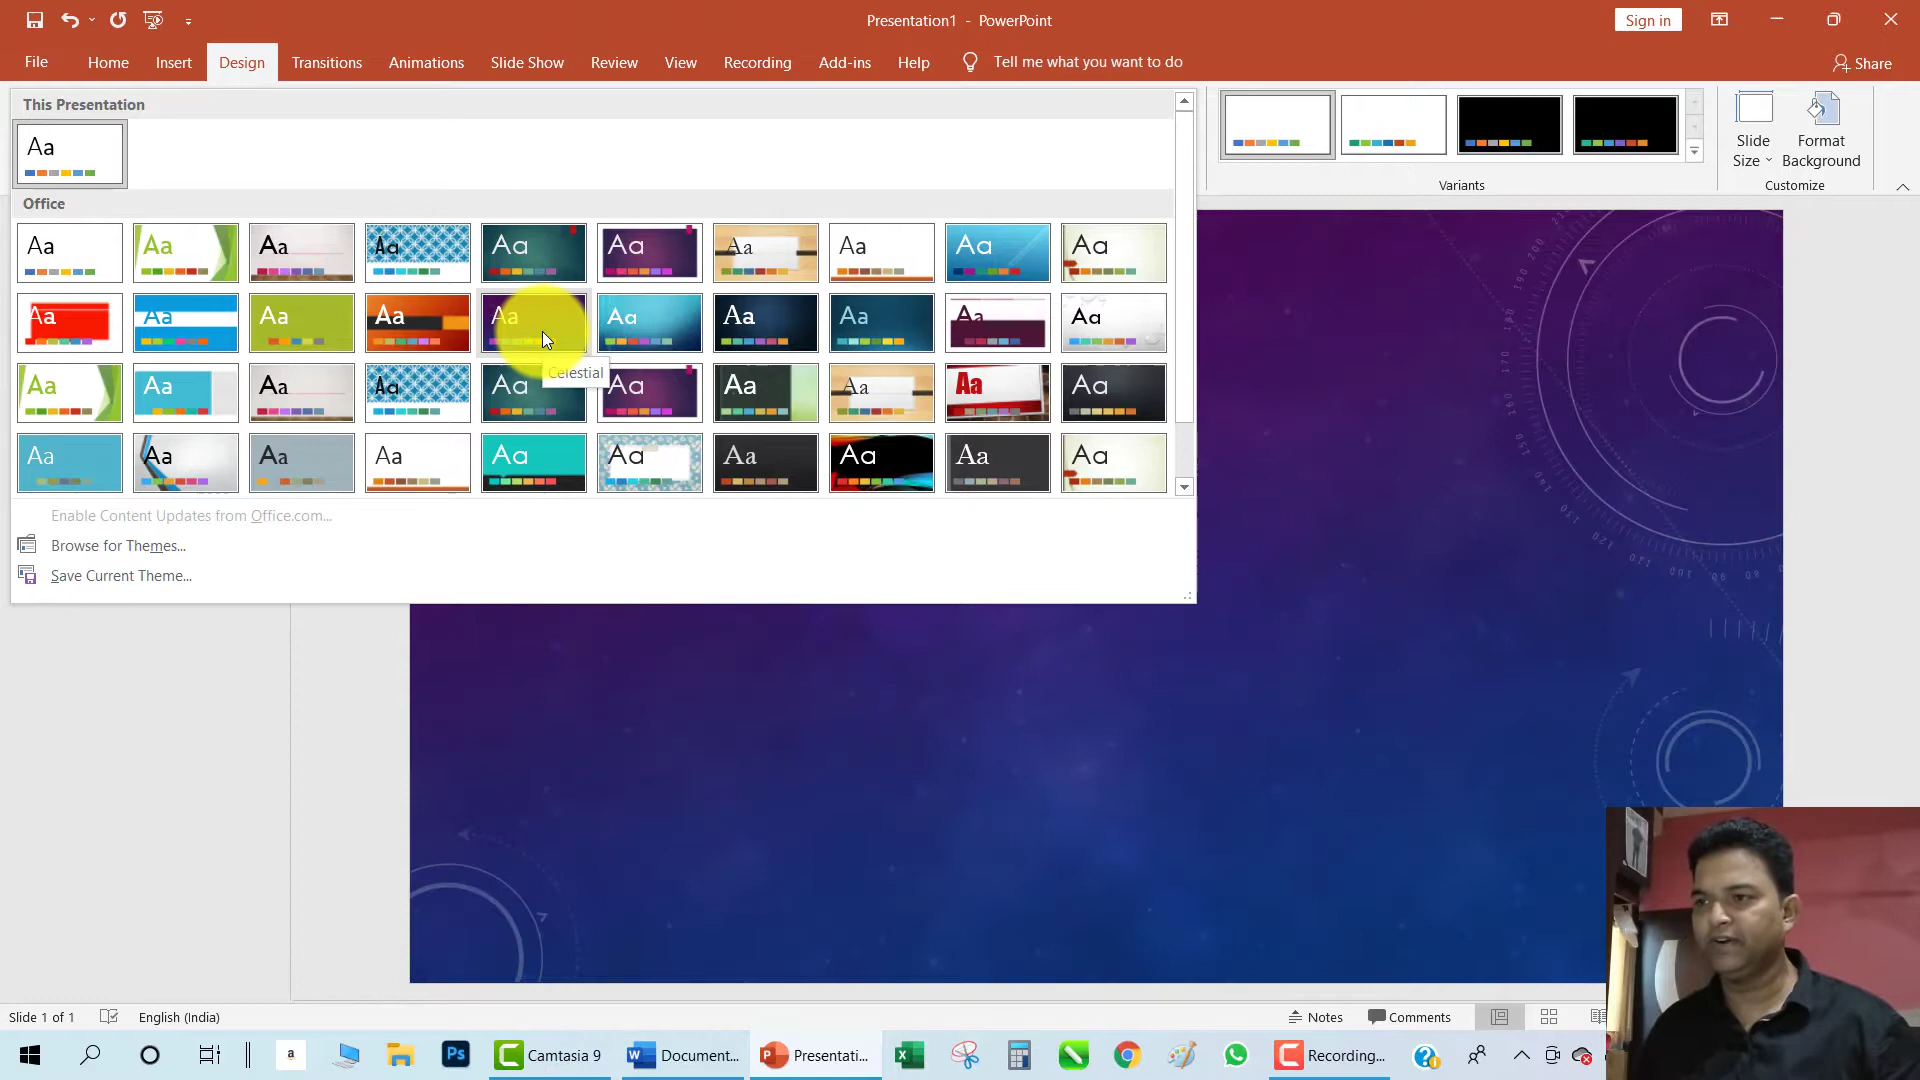 Presentation1 - PowerPoint
Sign in
File
Home
Insert
Design
Transitions
Animations
Slide Show
Review
View
Recording
Add-ins
Help
Tell me what you want to do
Share
This Presentation
Aa
Slide Size
Format Background
Variants
Customize
Office
Aa Aa Aa Aa Aa Aa Aa Aa Aa Aa
Aa Aa Aa Aa Aa Aa Aa Aa Aa Aa
Celestial
Aa Aa Aa Aa Aa Aa Aa Aa Aa Aa
Aa Aa Aa Aa Aa Aa Aa Aa Aa Aa
Enable Content Updates from Office.com...
Browse for Themes...
Save Current Theme...
Slide 1 of 1
English (India)
Notes
Comments
a
Ps
Camtasia 9
Document...
Presentati...
Recording...